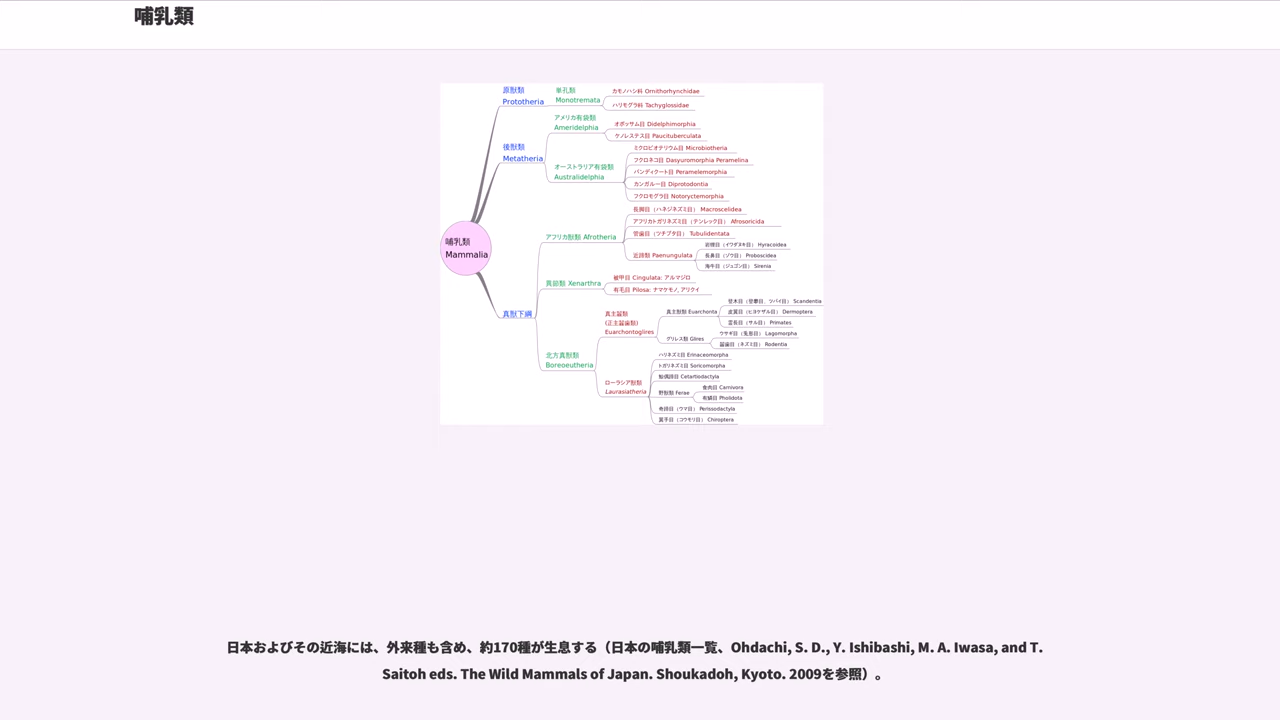 哺乳類
原獣類
Prototheria
単孔類
Monotremata
カモノハシ科 Ornithorhynchidae
ハリモグラ科 Tachyglossidae
後獣類
Metatheria
アメリカ有袋類
Ameridelphia
オポッサム目 Didelphimorphia
ケノレステス目 Paucituberculata
オーストラリア有袋類
Australidelphia
ミクロビオテリウム目 Microbiotheria
フクロネコ目 Dasyuromorphia Peramelina
バンディクート目 Peramelemorphia
カンガルー目 Diprotodontia
フクロモグラ目 Notoryctemorphia
哺乳類
Mammalia
真獣下綱
アフリカ獣類 Afrotheria
長脚目（ハネジネズミ目） Macroscelidea
アフリカトガリネズミ目（テンレック目） Afrosoricida
管歯目（ツチブタ目） Tubulidentata
近蹄類 Paenungulata
岩狸目（イワダヌキ目） Hyracoidea
長鼻目（ゾウ目） Proboscidea
海牛目（ジュゴン目） Sirenia
異節類 Xenarthra
被甲目 Cingulata: アルマジロ
有毛目 Pilosa: ナマケモノ, アリクイ
北方真獣類
Boreoeutheria
真主齧類
(正主齧歯類)
Euarchontoglires
真主獣類 Euarchonta
登木目（登攀目、ツパイ目） Scandentia
皮翼目（ヒヨケザル目） Dermoptera
霊長目（サル目） Primates
グリレス類 Glires
ウサギ目（兎形目） Lagomorpha
齧歯目（ネズミ目） Rodentia
ローラシア獣類
Laurasiatheria
ハリネズミ目 Erinaceomorpha
トガリネズミ目 Soricomorpha
鯨偶蹄目 Cetartiodactyla
野獣類 Ferae
食肉目 Carnivora
有鱗目 Pholidota
奇蹄目（ウマ目） Perissodactyla
翼手目（コウモリ目） Chiroptera
日本およびその近海には、外来種も含め、約170種が生息する（日本の哺乳類一覧、Ohdachi, S. D., Y. Ishibashi, M. A. Iwasa, and T.
Saitoh eds. The Wild Mammals of Japan. Shoukadoh, Kyoto. 2009を参照）。